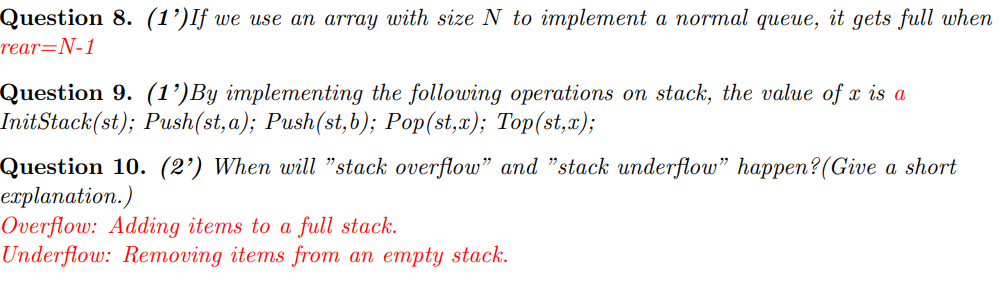 Question 8. (1’)If we use an array with size N to implement a normal queue, it gets full when
rear=N-1
Question 9. (1’)By implementing the following operations on stack, the value of x is a
InitStack(st); Push(st,a); Push(st,b); Pop(st,x); Top(st,x);
Question 10. (2’) When will ”stack overflow” and ”stack underflow” happen?(Give a short
explanation.)
Overflow: Adding items to a full stack.
Underflow: Removing items from an empty stack.